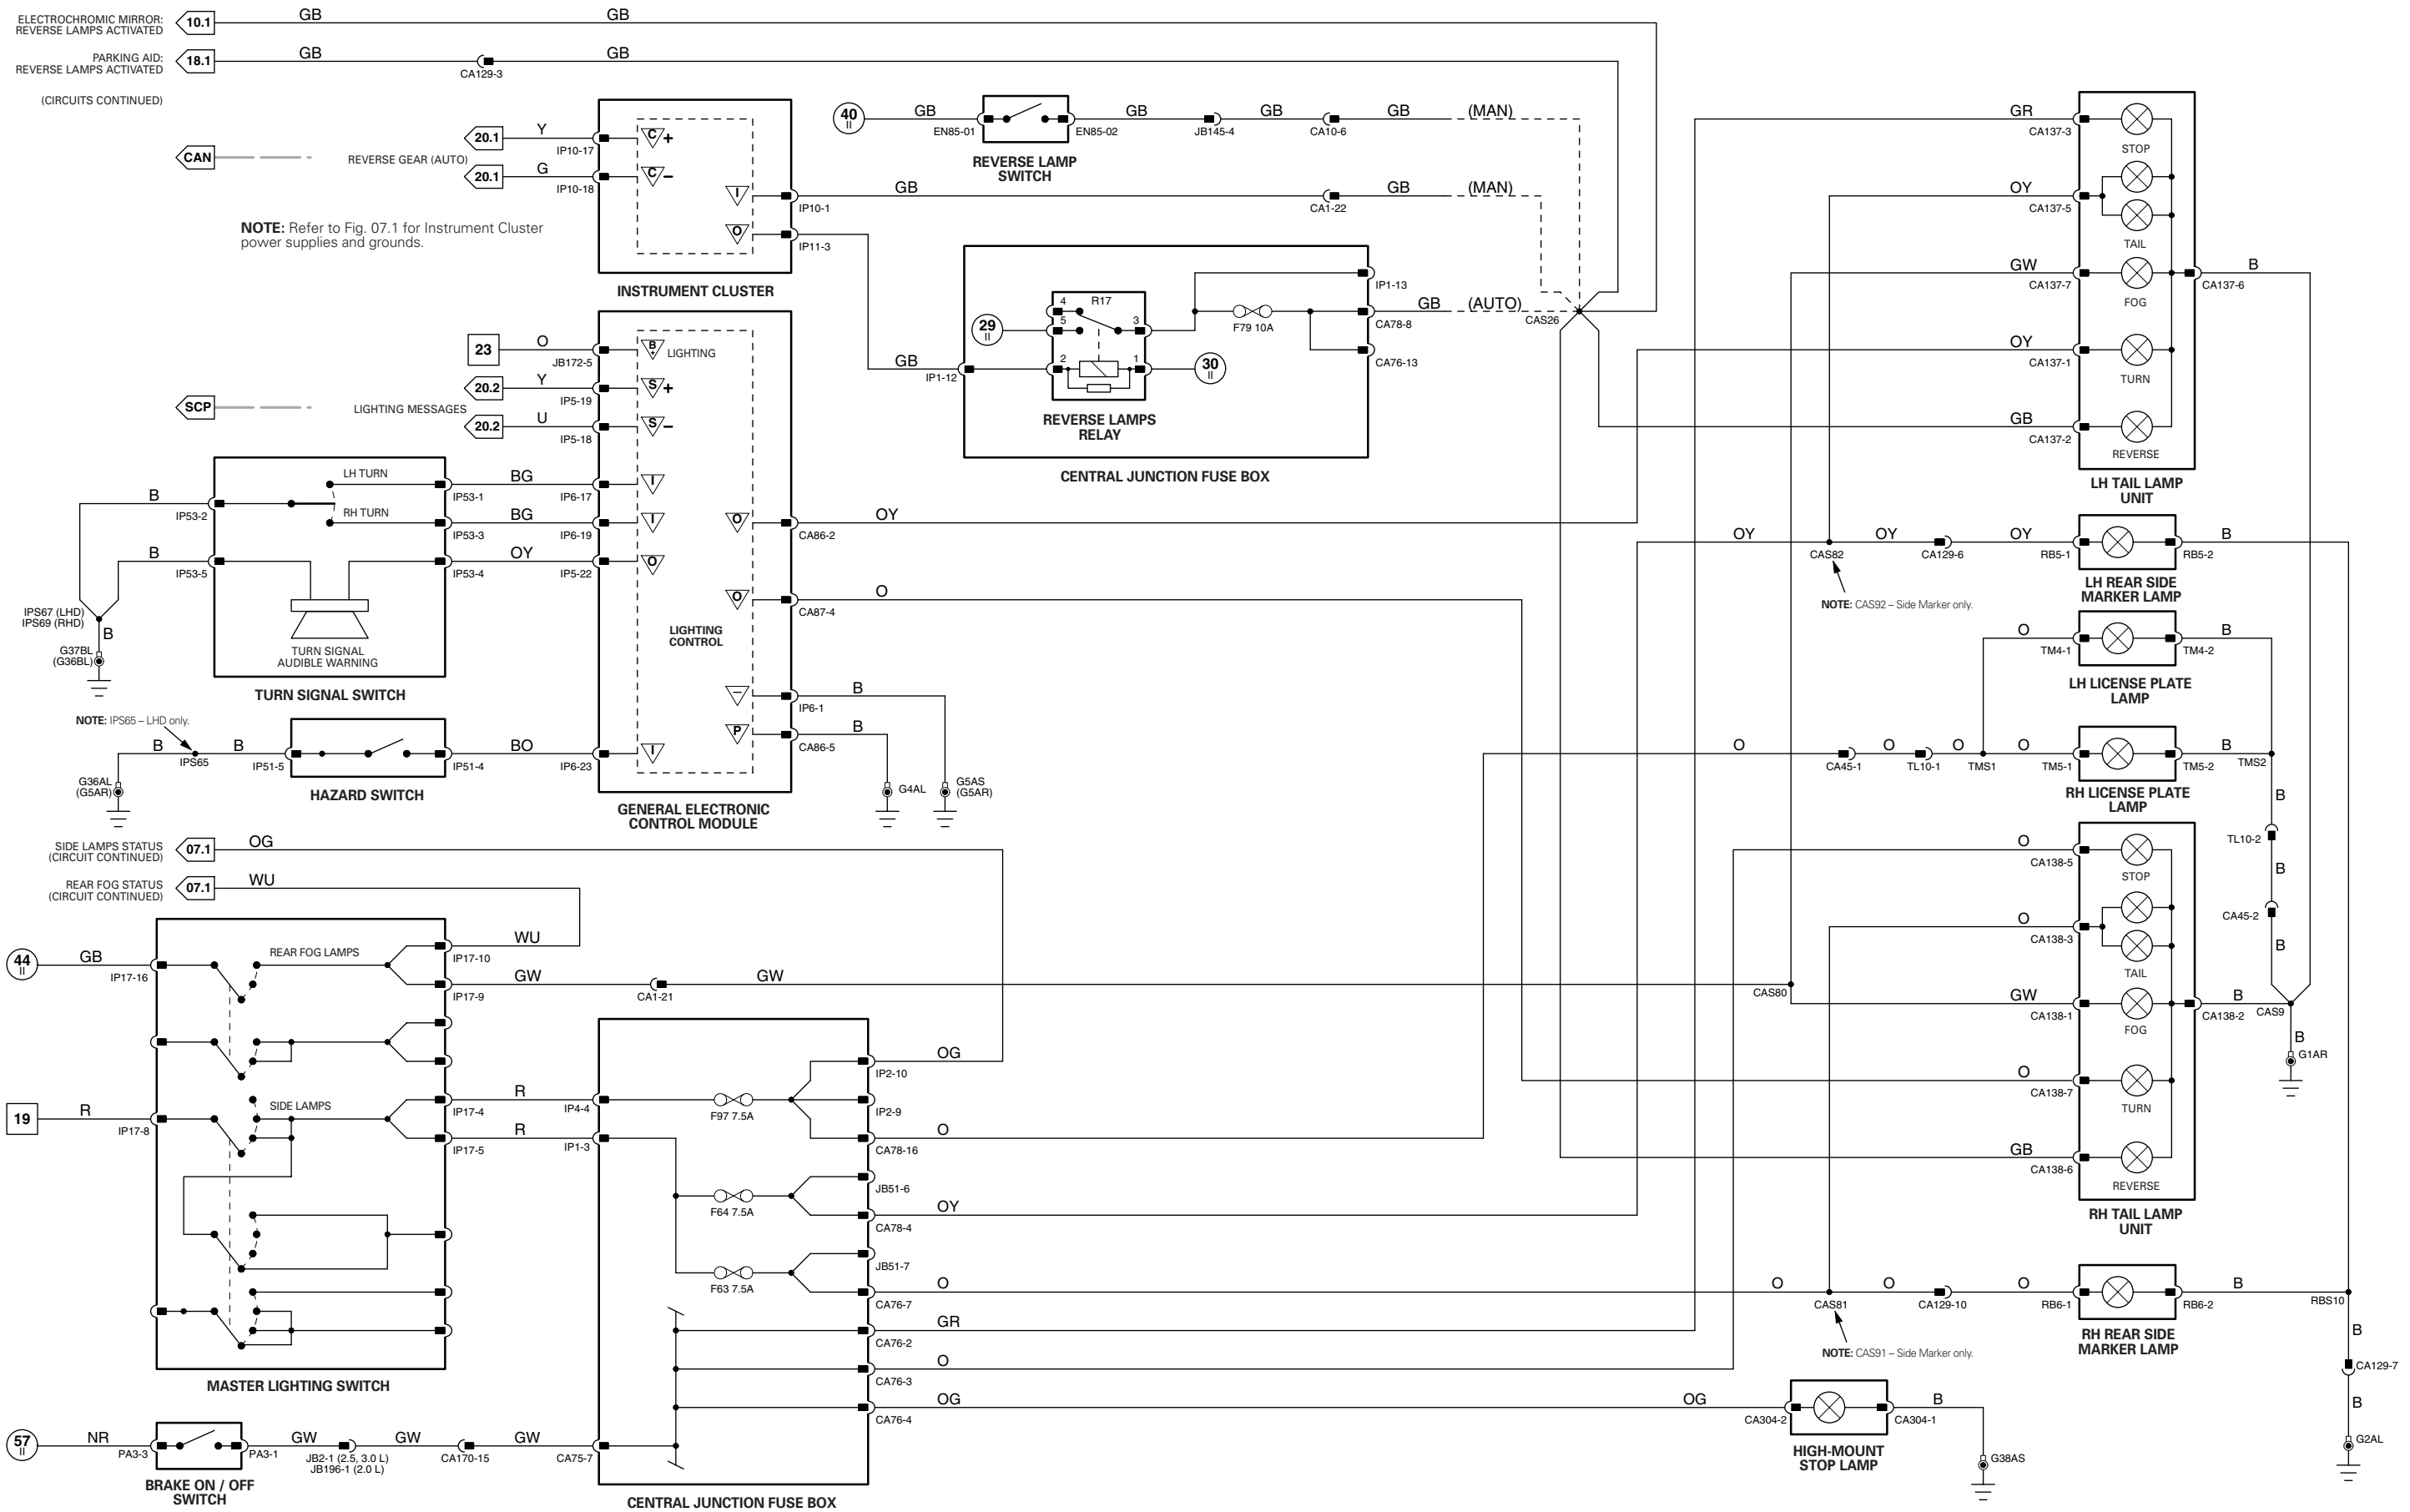 ELECTROCHROMIC MIRROR:
REVERSE LAMPS ACTIVATED
10.1
GB
GB
PARKING AID:
REVERSE LAMPS ACTIVATED
18.1
GB
CA129-3
GB
(CIRCUITS CONTINUED)
CAN
REVERSE GEAR (AUTO)
20.1
Y
IP10-17
C
+
20.1
G
IP10-18
C
–
I
IP10-1
O
IP11-3
INSTRUMENT CLUSTER
NOTE: Refer to Fig. 07.1 for Instrument Cluster
power supplies and grounds.
40
II
GB
EN85-01
EN85-02
GB
JB145-4
GB
CA10-6
GB
(MAN)
REVERSE LAMP
SWITCH
GB
CA1-22
GB
(MAN)
29
II
4
R17
5
3
2
1
30
II
F79 10A
IP1-13
CA78-8
GB
(AUTO)
CA76-13
CAS26
GB
IP1-12
REVERSE LAMPS
RELAY
CENTRAL JUNCTION FUSE BOX
GR
CA137-3
STOP
OY
CA137-5
TAIL
GW
CA137-7
FOG
CA137-6
B
OY
CA137-1
TURN
GB
CA137-2
REVERSE
LH TAIL LAMP
UNIT
23
O
JB172-5
B
+
LIGHTING
20.2
Y
IP5-19
S
+
SCP
LIGHTING MESSAGES
20.2
U
IP5-18
S
–
LH TURN
IP53-1
BG
IP6-17
I
B
IP53-2
RH TURN
IP53-3
BG
IP6-19
I
O
CA86-2
OY
B
IP53-5
IP53-4
OY
IP5-22
O
O
CA87-4
O
IPS67 (LHD)
IPS69 (RHD)
B
G37BL
(G36BL)
TURN SIGNAL
AUDIBLE WARNING
TURN SIGNAL SWITCH
LIGHTING
CONTROL
–
IP6-1
B
P
CA86-5
B
NOTE: IPS65 – LHD only.
B
IPS65
B
IP51-5
IP51-4
BO
IP6-23
I
G36AL
(G5AR)
HAZARD SWITCH
G4AL
G5AS
(G5AR)
GENERAL ELECTRONIC
CONTROL MODULE
OY
CAS82
OY
CA129-6
OY
RB5-1
RB5-2
B
LH REAR SIDE
MARKER LAMP
NOTE: CAS92 – Side Marker only.
O
TM4-1
TM4-2
B
LH LICENSE PLATE
LAMP
O
CA45-1
O
TL10-1
O
TMS1
O
TM5-1
TM5-2
B
TMS2
RH LICENSE PLATE
LAMP
B
TL10-2
B
CA45-2
B
SIDE LAMPS STATUS
(CIRCUIT CONTINUED)
07.1
OG
REAR FOG STATUS
(CIRCUIT CONTINUED)
07.1
WU
44
II
GB
IP17-16
REAR FOG LAMPS
IP17-10
WU
IP17-9
GW
CA1-21
GW
CAS80
19
R
IP17-8
SIDE LAMPS
IP17-4
R
IP4-4
IP17-5
R
IP1-3
MASTER LIGHTING SWITCH
F97 7.5A
IP2-10
OG
IP2-9
CA78-16
O
F64 7.5A
JB51-6
CA78-4
OY
F63 7.5A
JB51-7
CA76-7
O
CA76-2
GR
CA76-3
O
CA76-4
OG
57
II
NR
PA3-3
PA3-1
GW
JB2-1 (2.5, 3.0 L)
JB196-1 (2.0 L)
GW
CA170-15
GW
CA75-7
BRAKE ON / OFF
SWITCH
CENTRAL JUNCTION FUSE BOX
O
CA138-5
STOP
O
CA138-3
TAIL
GW
CA138-1
FOG
CA138-2
B
CAS9
B
G1AR
O
CA138-7
TURN
GB
CA138-6
REVERSE
RH TAIL LAMP
UNIT
O
CAS81
O
CA129-10
O
RB6-1
RB6-2
B
RBS10
RH REAR SIDE
MARKER LAMP
NOTE: CAS91 – Side Marker only.
B
CA129-7
B
G2AL
OG
CA304-2
CA304-1
B
G38AS
HIGH-MOUNT
STOP LAMP